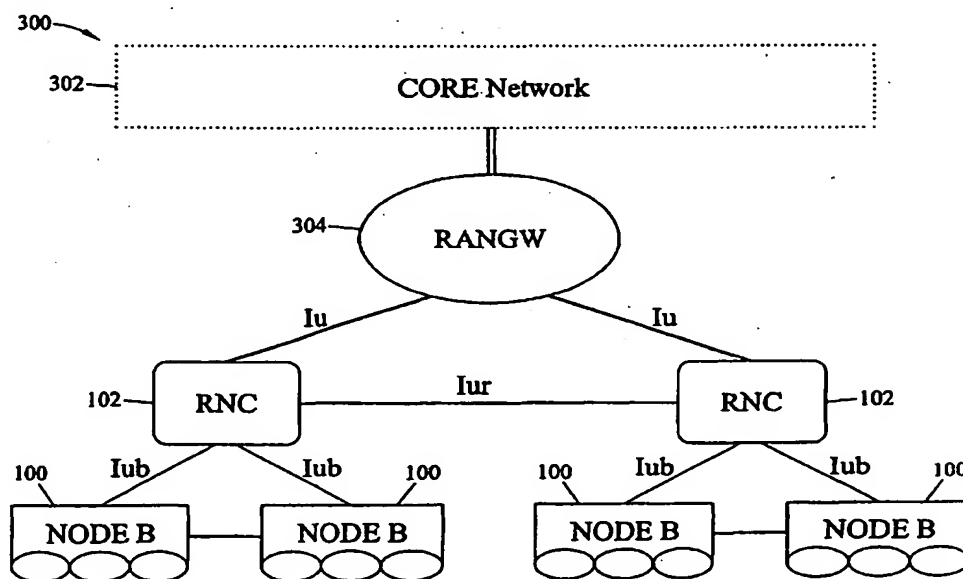 300
302
CORE Network
304
RANGW
Iu Iu
102 RNC Iur RNC 102
Iub Iub Iub Iub
100 100 100 100
NODE B NODE B NODE B NODE B